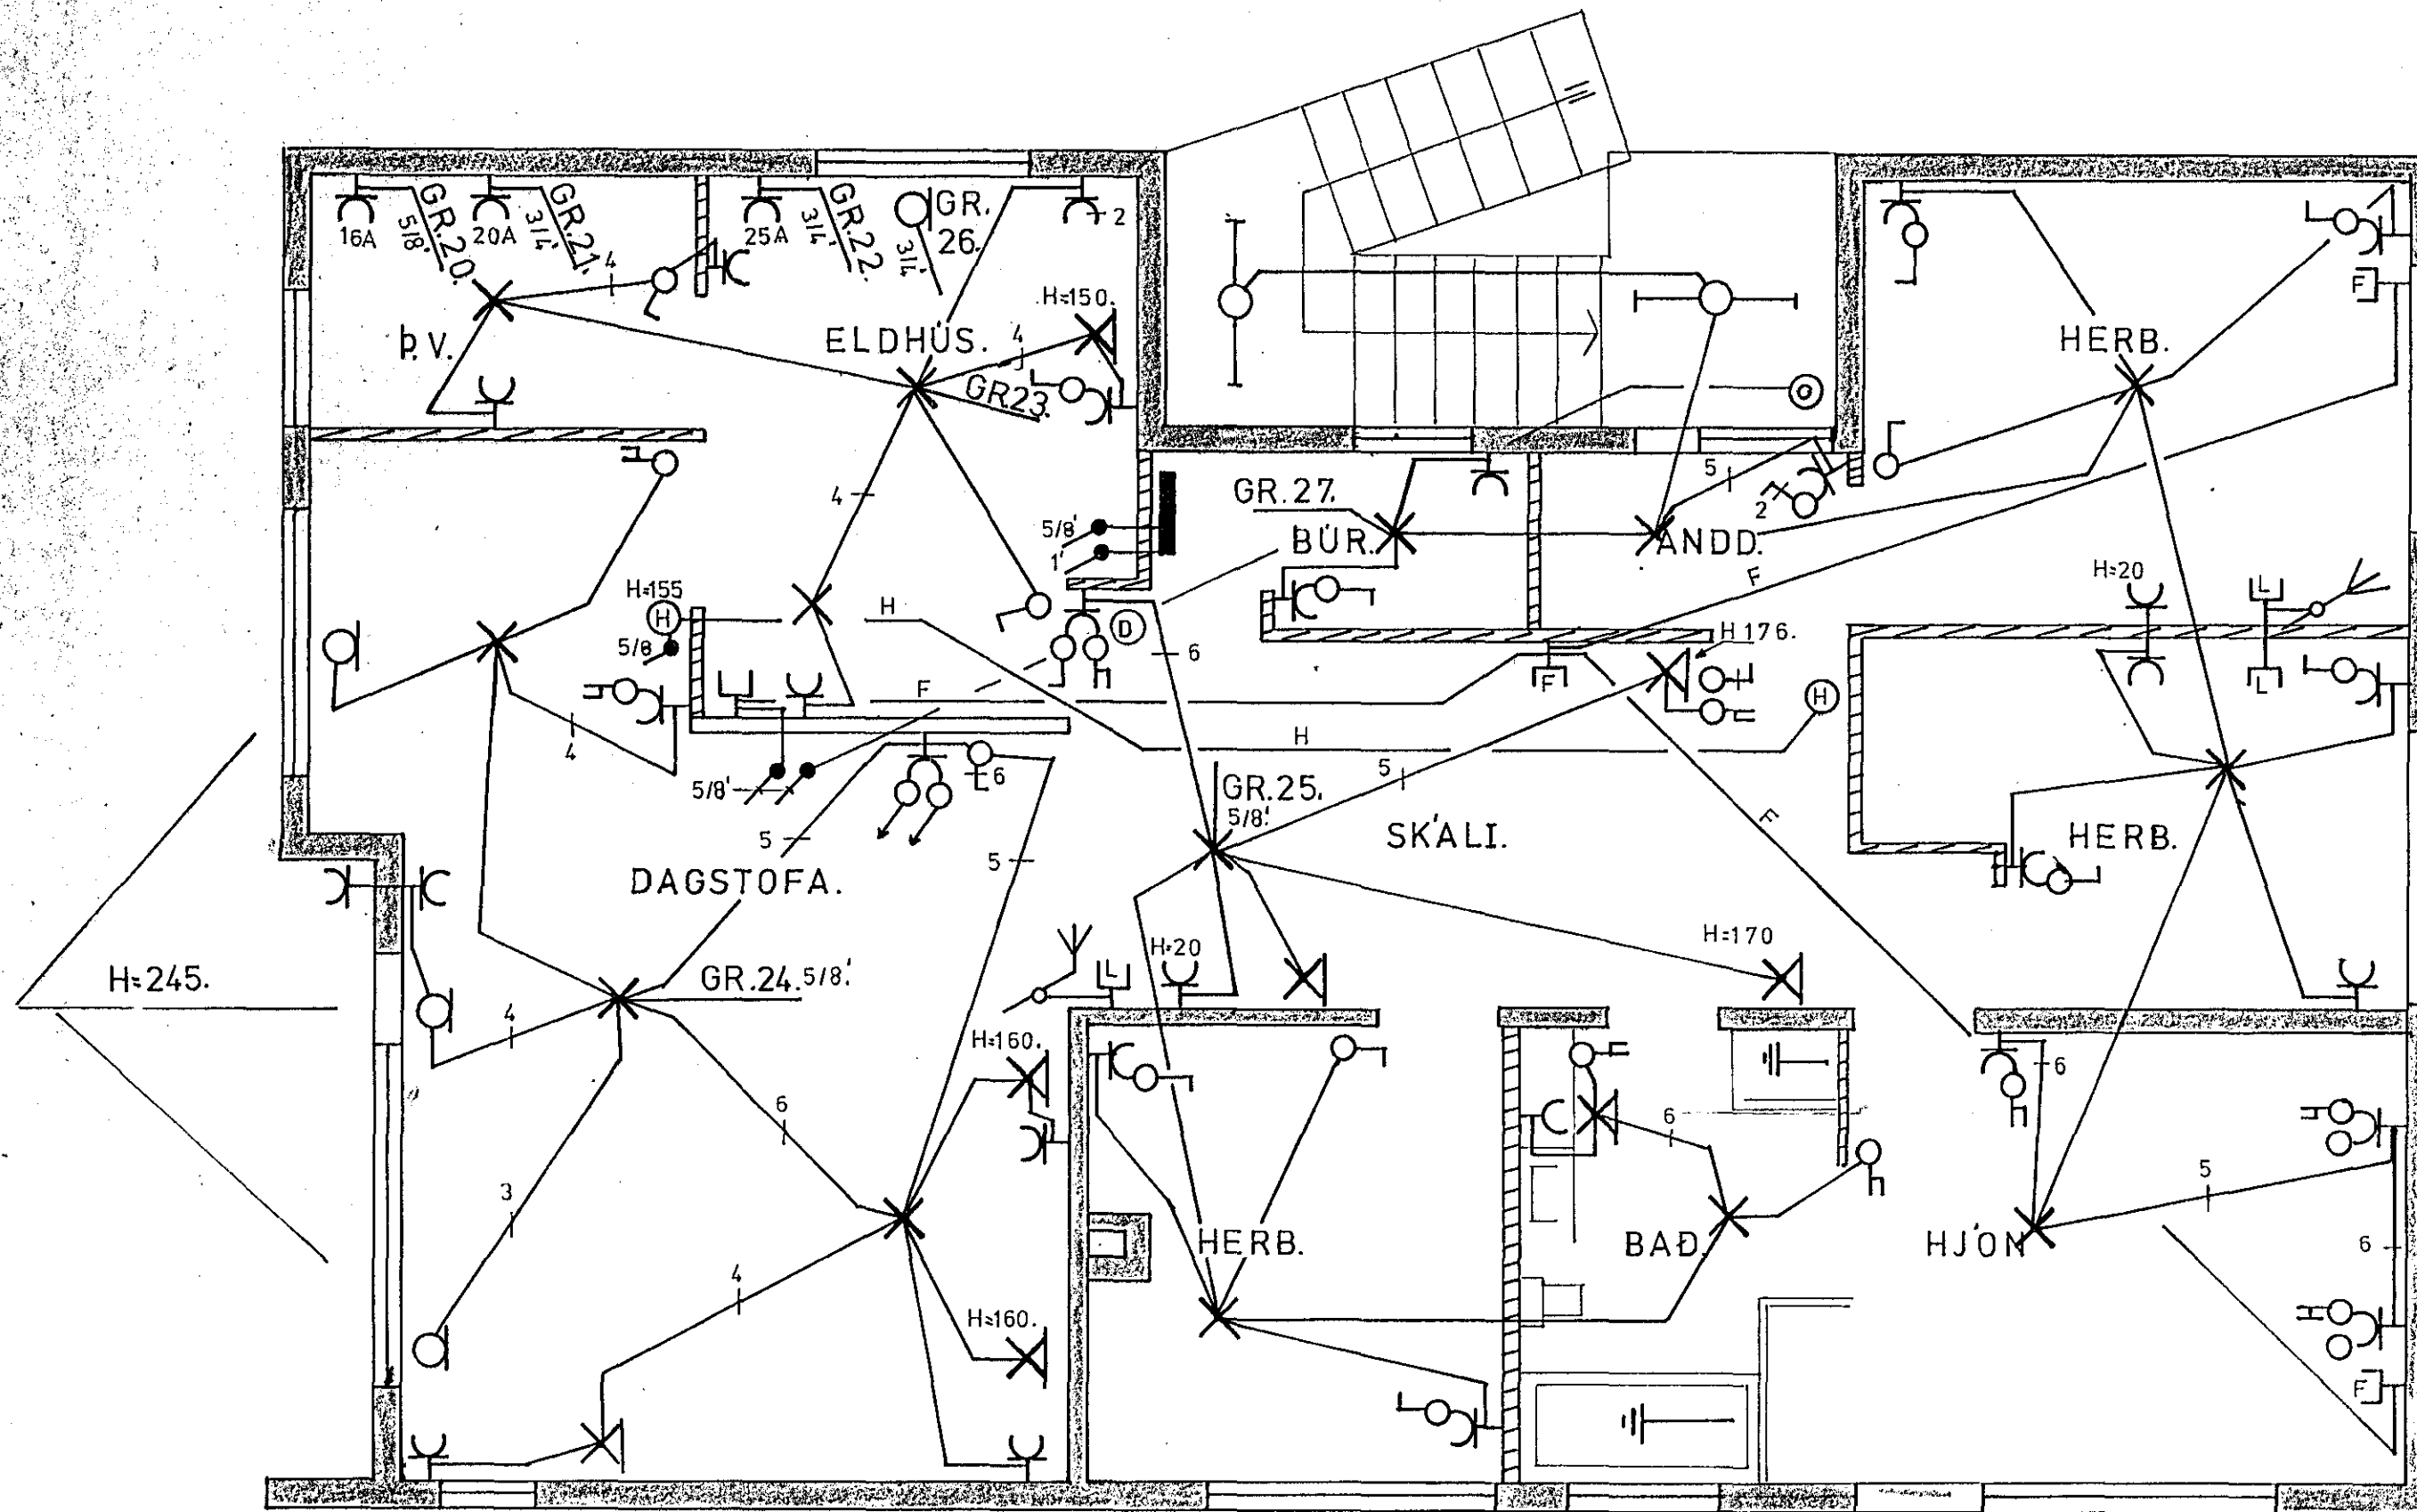 16A
GR.20.
5/8'
20A
GR.21.
3/4'
4
25A
GR.22.
3/4'
GR.
26.
3/4'
2
H=150.
4
Þ.V.
ELDHÚS.
GR.23.
HERB.
F
4
5/8'
1'
GR.27.
BÚR.
5
2
ANDD.
F
H=20
L
H=155
H
5/8
H
D
6
H 176.
F
F
H
L
4
H
5
6
5/8'
GR.25.
5/8'.
5
SKÁLI.
F
HERB.
5
DAGSTOFA.
H=245.
GR.24. 5/8'.
L
H=20
H=170
4
H=160.
6
6
6
3
5
HERB.
BAÐ.
HJÓN
6
4
H=160.
F